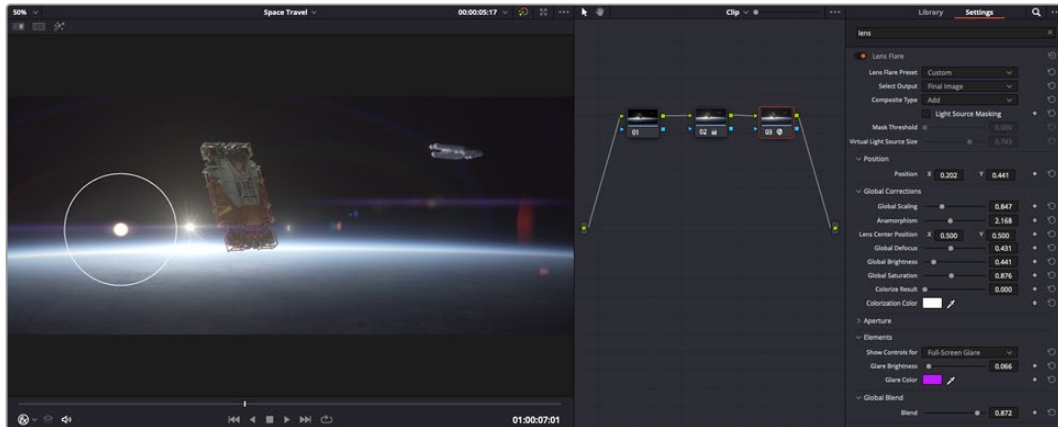 50%
Space Travel
00:00:05:17
Clip
Library
Settings
lens
Lens Flare
Lens Flare Preset Custom
Select Output Final Image
Composite Type Add
Light Source Masking
Mask Threshold 0.000
Virtual Light Source Size 0.743
Position
Position X 0.202 Y 0.441
Global Corrections
Global Scaling 0.847
Anamorphism 2.168
Lens Center Position X 0.500 Y 0.500
Global Defocus 0.431
Global Brightness 0.441
Global Saturation 0.876
Colorize Result 0.000
Colorization Color
Aperture
Elements
Show Controls for Full-Screen Glare
Glare Brightness 0.066
Glare Color
Global Blend
Blend 0.872
01
02
03
01:00:07:01